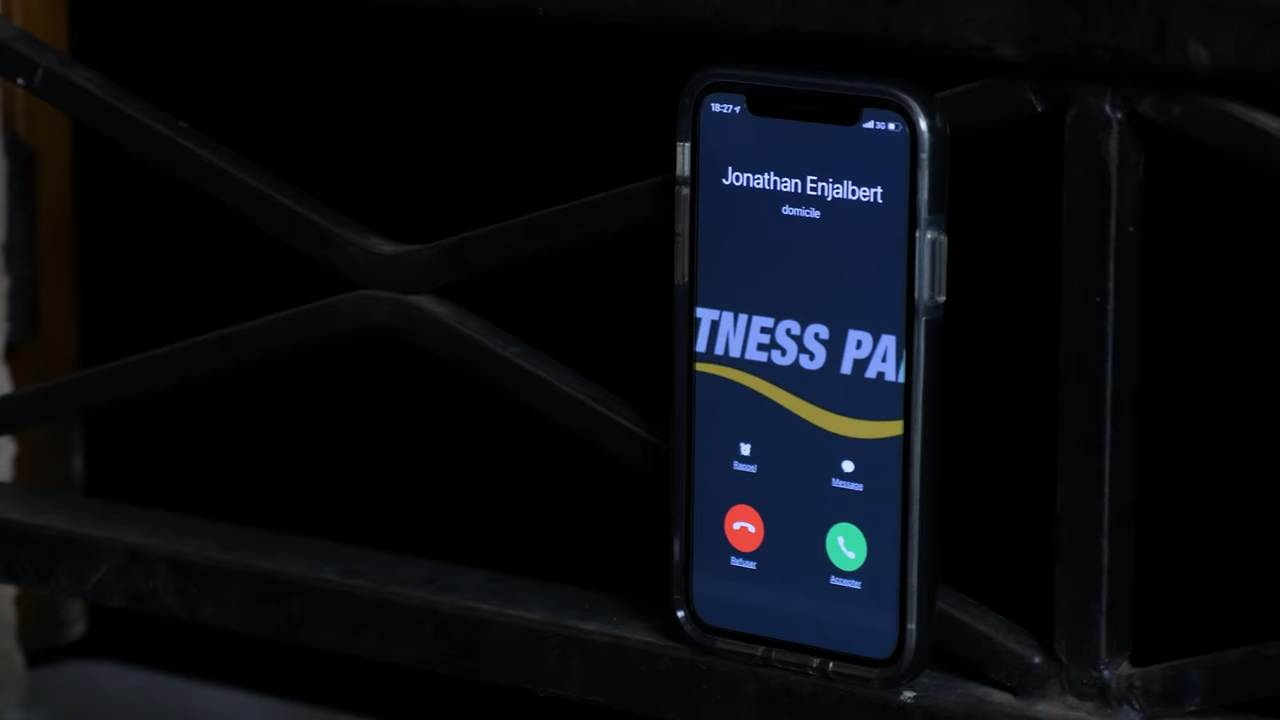 18:27
3G
Jonathan Enjalbert
domicile
TNESS PA
Rappel
Message
Refuser
Accepter